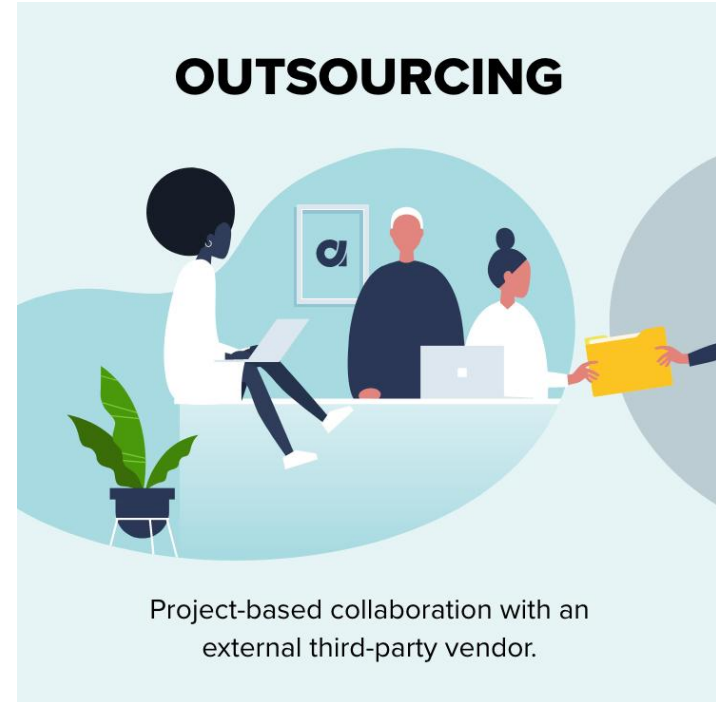 OUTSOURCING
Project-based collaboration with an
external third-party vendor.